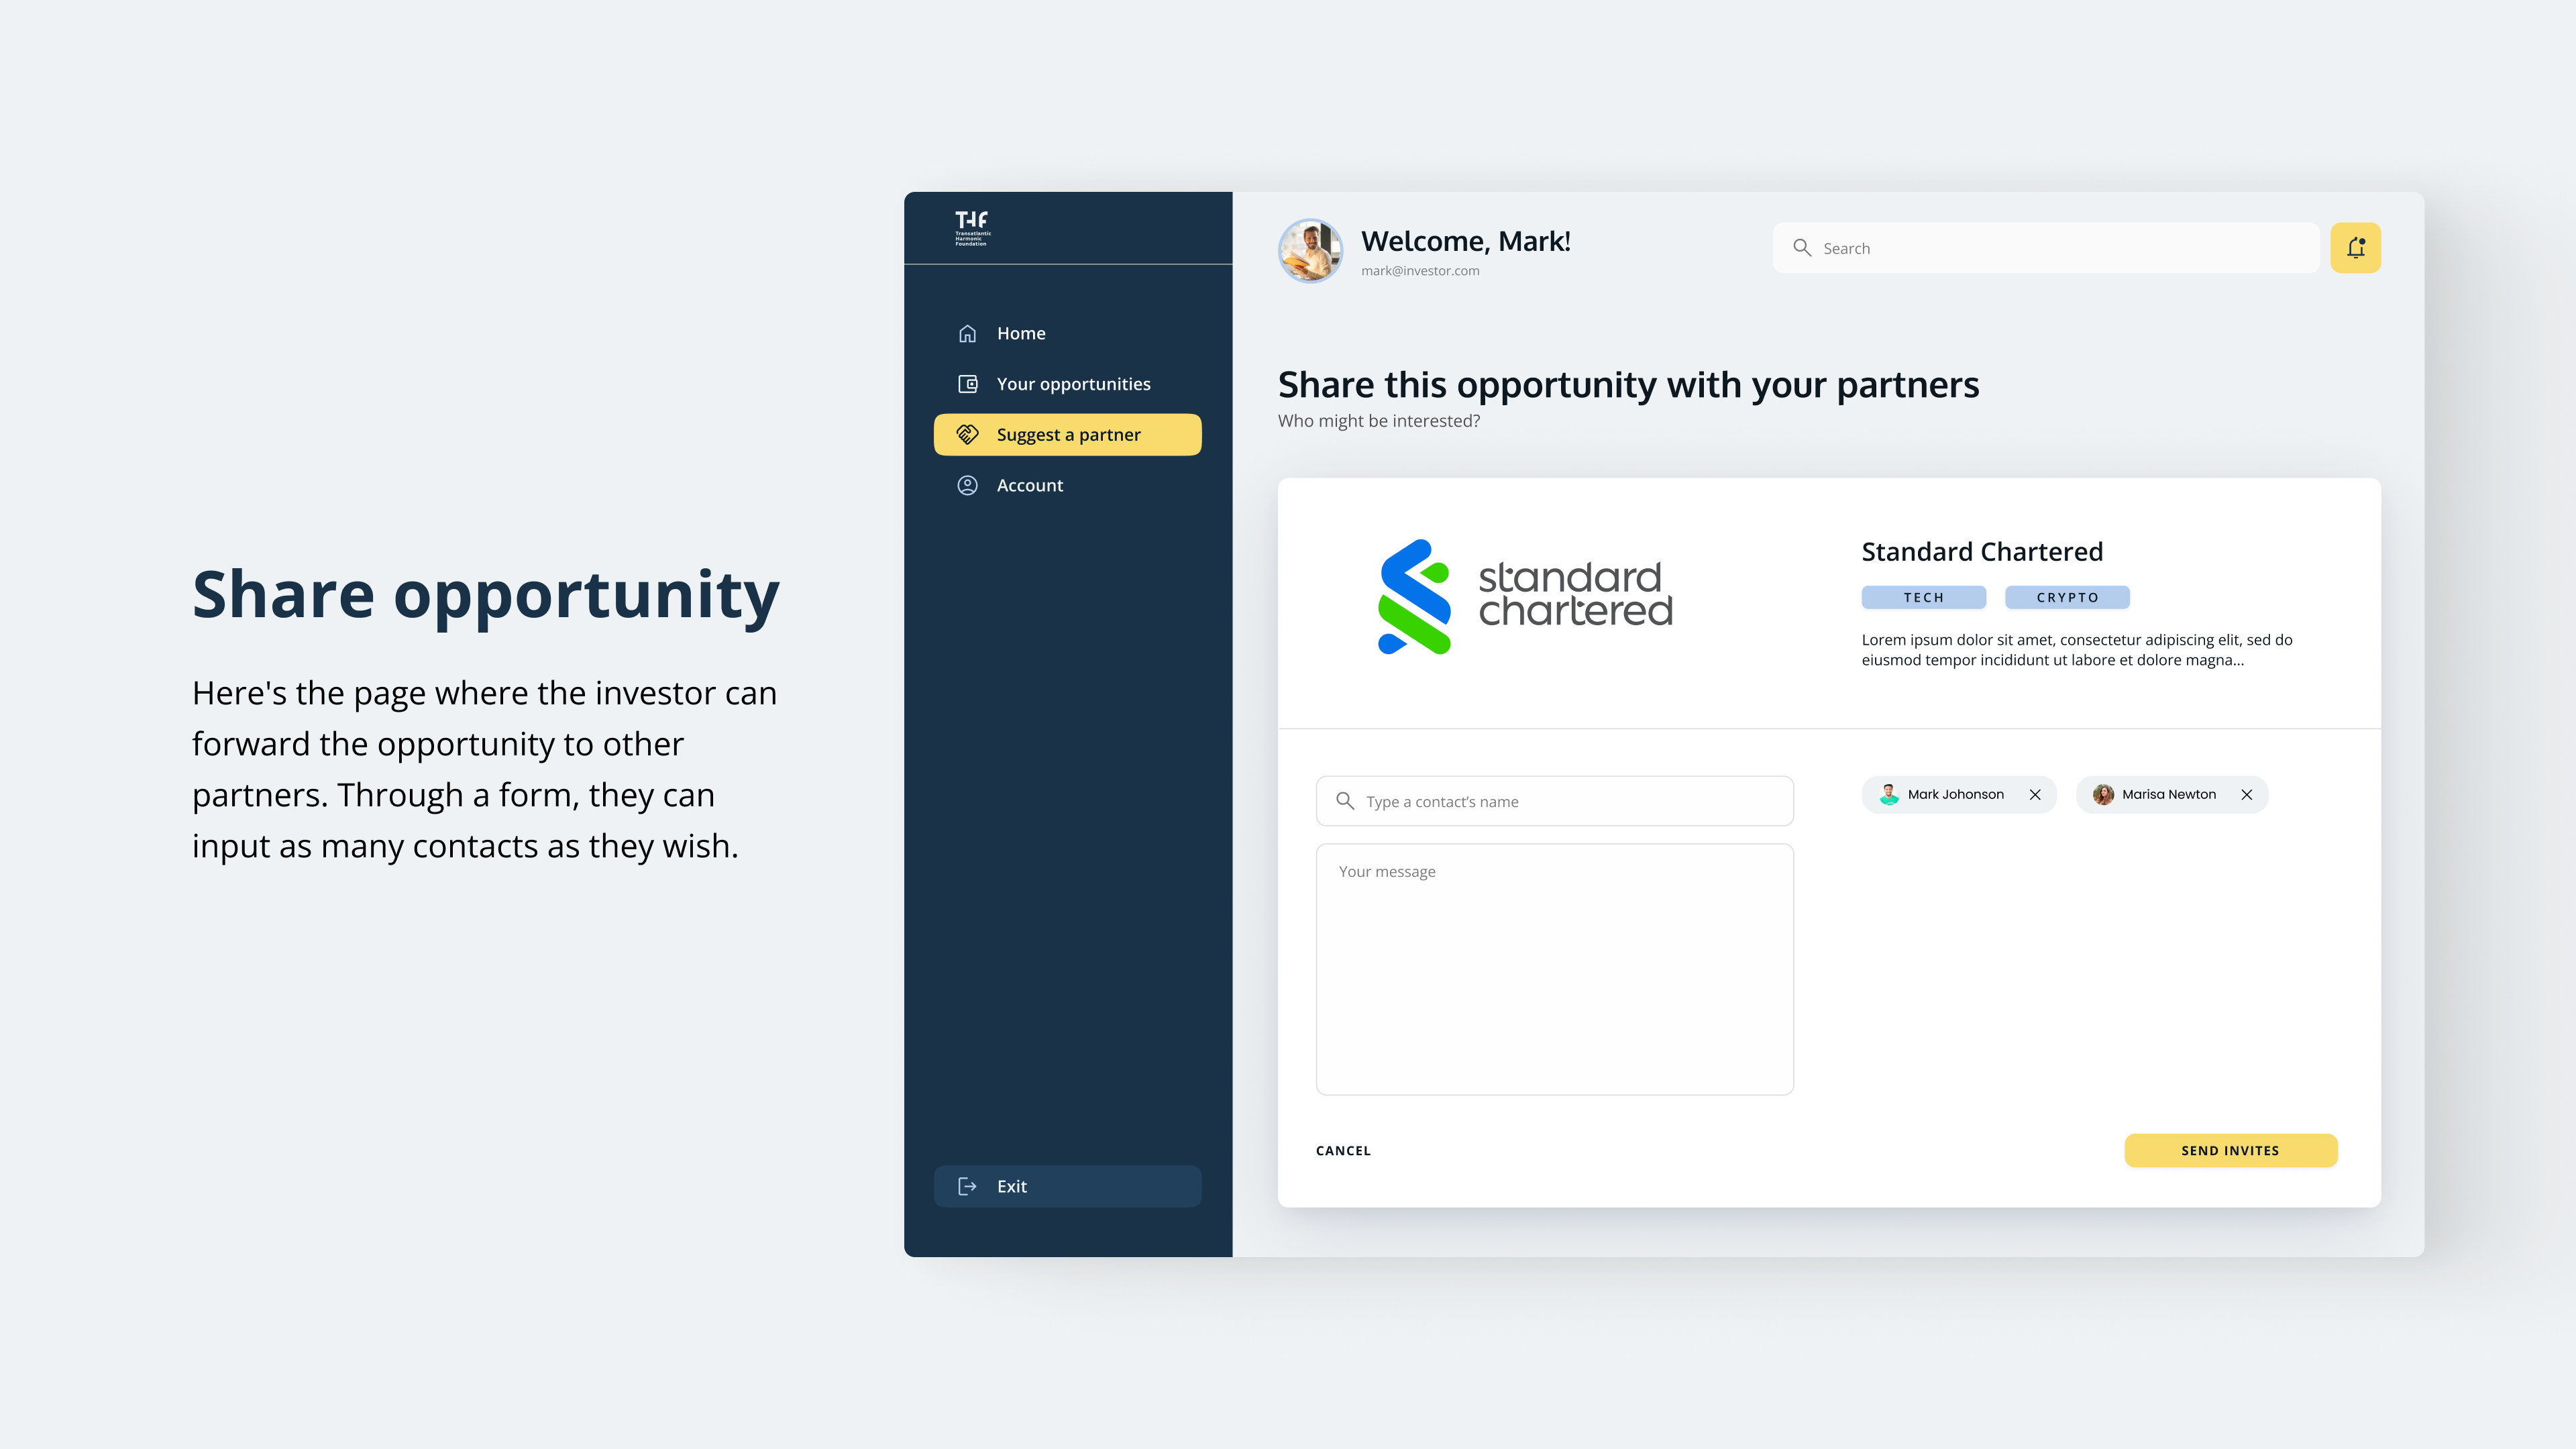 Share opportunity
Here's the page where the investor can
forward the opportunity to other
partners. Through a form, they can
input as many contacts as they wish.
THF
Transatlantic
Harmonic
Foundation
Home
Your opportunities
Suggest a partner
Account
Exit
Welcome, Mark!
mark@investor.com
Search
Share this opportunity with your partners
Who might be interested?
standard
chartered
Standard Chartered
TECH
CRYPTO
Lorem ipsum dolor sit amet, consectetur adipiscing elit, sed do
eiusmod tempor incididunt ut labore et dolore magna...
Type a contact's name
Mark Johonson
Marisa Newton
Your message
CANCEL
SEND INVITES